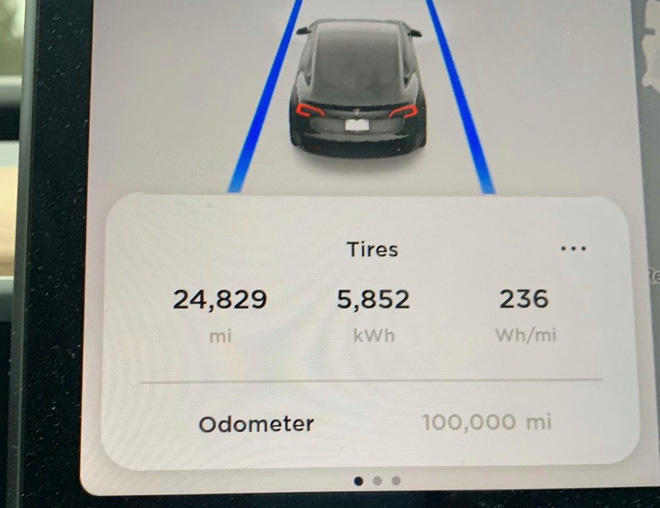 Tires ...
24,829 5,852 236
mi kWh Wh/mi
Odometer 100,000 mi